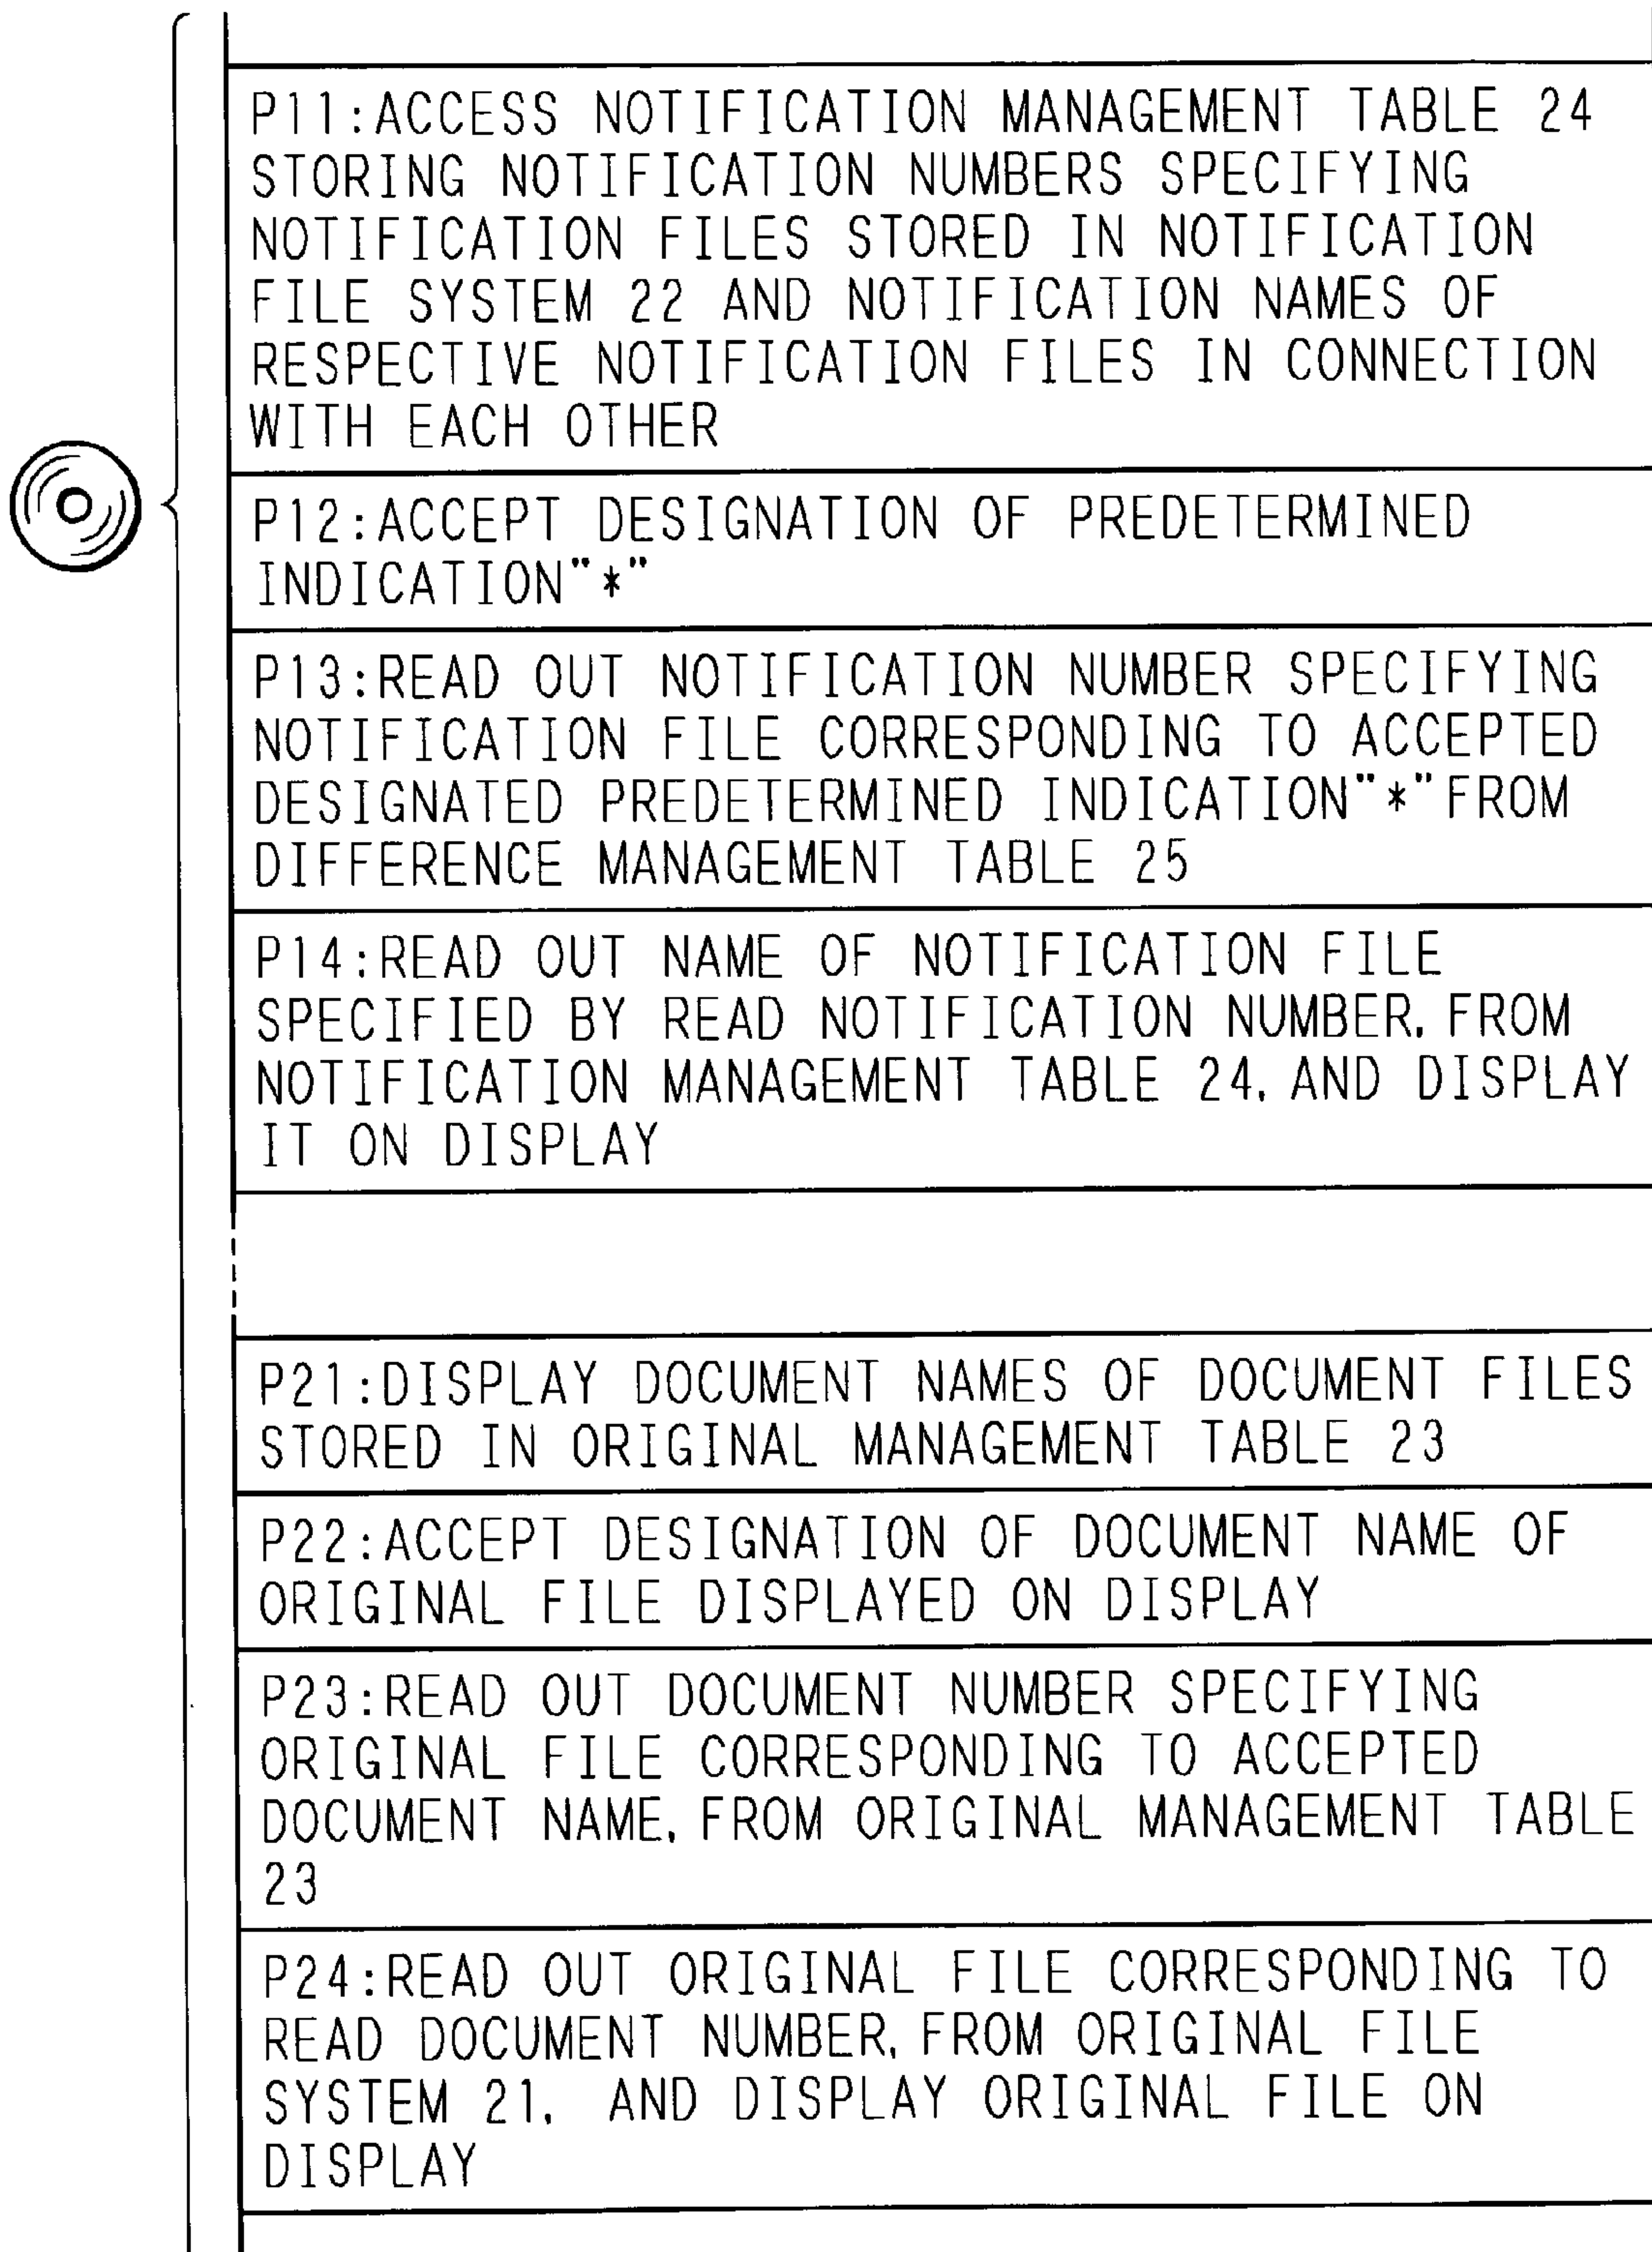 P11:ACCESS NOTIFICATION MANAGEMENT TABLE 24
STORING NOTIFICATION NUMBERS SPECIFYING
NOTIFICATION FILES STORED IN NOTIFICATION
FILE SYSTEM 22 AND NOTIFICATION NAMES OF
RESPECTIVE NOTIFICATION FILES IN CONNECTION
WITH EACH OTHER
P12:ACCEPT DESIGNATION OF PREDETERMINED
INDICATION"*"
P13:READ OUT NOTIFICATION NUMBER SPECIFYING
NOTIFICATION FILE CORRESPONDING TO ACCEPTED
DESIGNATED PREDETERMINED INDICATION"*"FROM
DIFFERENCE MANAGEMENT TABLE 25
P14:READ OUT NAME OF NOTIFICATION FILE
SPECIFIED BY READ NOTIFICATION NUMBER, FROM
NOTIFICATION MANAGEMENT TABLE 24, AND DISPLAY
IT ON DISPLAY
P21:DISPLAY DOCUMENT NAMES OF DOCUMENT FILES
STORED IN ORIGINAL MANAGEMENT TABLE 23
P22:ACCEPT DESIGNATION OF DOCUMENT NAME OF
ORIGINAL FILE DISPLAYED ON DISPLAY
P23:READ OUT DOCUMENT NUMBER SPECIFYING
ORIGINAL FILE CORRESPONDING TO ACCEPTED
DOCUMENT NAME, FROM ORIGINAL MANAGEMENT TABLE
23
P24:READ OUT ORIGINAL FILE CORRESPONDING TO
READ DOCUMENT NUMBER, FROM ORIGINAL FILE
SYSTEM 21, AND DISPLAY ORIGINAL FILE ON
DISPLAY